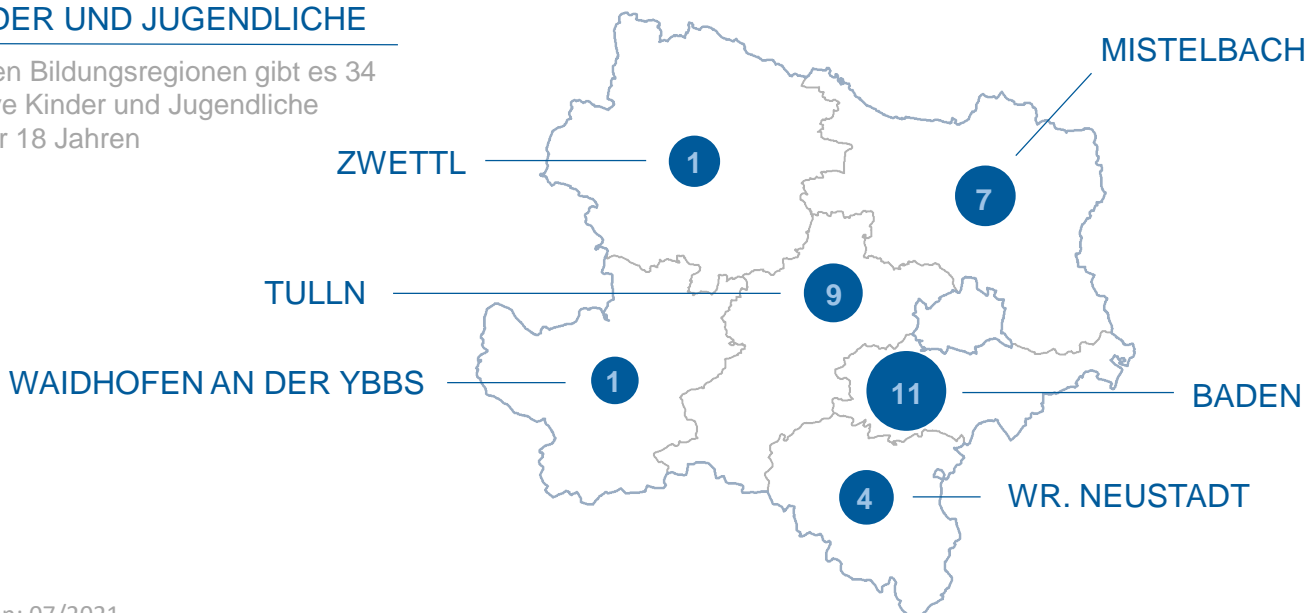 DER UND JUGENDLICHE
en Bildungsregionen gibt es 34
ve Kinder und Jugendliche
r 18 Jahren
MISTELBACH
ZWETTL
1
7
TULLN
9
WAIDHOFEN AN DER YBBS
1
11
BADEN
4
WR. NEUSTADT
07/2021